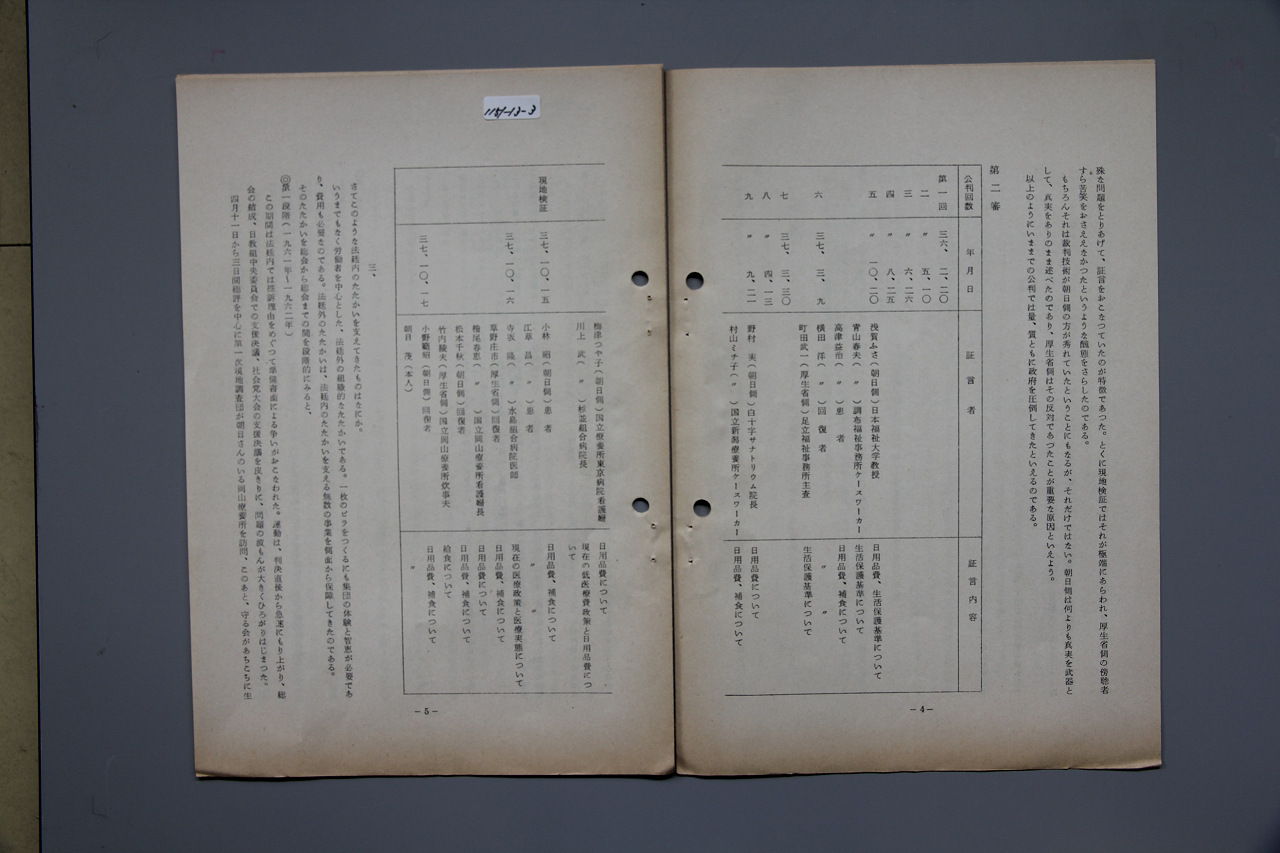 殊な問題をとりあげて、証言をおこなつていたのが特徴であつた。とくに現地検証ではそれが極端にあらわれ、厚生省側の傍聴者
すら苦笑をおさええなかつたというような醜態をさらしたのである。
もちろんそれは裁判技術が朝日側の方が秀れていたということにもなるが、それだけではない。朝日側は何よりも真実を武器と
して、真実をありのまま述べたのであり、厚生省側はその反対であつたことが重要な原因といえよう。
以上のようにいままでの公判では量、質ともに政府を圧倒してきたといえるのである。
第二審
公判回数 年月日 証言者 証言内容
第一回 三六、二、二〇
二 〃 五、一〇
三 〃 六、二六
四 〃 八、二五
五 〃 一〇、二〇 浅賀ふさ(朝日側)日本福祉大学教授 日用品費、生活保護基準について
青山春夫(〃)調布福祉事務所ケースワーカー 生活保護基準について
高津益治(〃)患者 日用品費、補食について
六 三七、三、九 横田洋(〃)回復者 〃 〃
町田武一(厚生省側)足立福祉事務所主査 生活保護基準について
七 三七、三、三〇
八 〃 四、一三
九 〃 九、二一 野村実(朝日側)白十字サナトリウム院長 日用品費について
村山ミチ子(〃)国立新潟療養所ケースワーカー 日用品費、補食について
―4―
115/-13-3
梅津つや子(朝日側)国立療養所東京病院看護婦 日用品費について
川上武(〃)杉並組合病院長 現在の低医療費政策と日用品費につ
いて
現地検証 三七、一〇、一五 小林昭(朝日側)患者 日用品費、補食について
江草昌(〃)患者 〃
三七、一〇、一六 寺坂隆(〃)水島組合病院医師 現在の医療政策と医療実態について
草野庄市(厚生省側)回復者 日用品費、補食について
檜尾春恵(〃)国立岡山療養所看護婦長 日用品費について
松本千秋(朝日側)回復者 日用品費、補食について
竹内綾夫(厚生省側)国立岡山療養所炊事夫 給食について
三七、一〇、一七 小野範昭(朝日側)回復者 日用品費、補食について
朝日茂(本人) 〃
三、
さてこのような法廷内のたたかいを支えてきたものはなにか。
いうまでもなく労働者を中心とした、法廷外の組織的なたたかいである。一枚のビラをつくるにも集団の体験と智恵が必要であ
り、費用も必要なのである。法廷外のたたかいは、法廷内のたたかいを支える無数の事業を側面から保障してきたのである。
そのたたかいを総会から総会までの間を段階的にみると、
◎第一段階(一九六一年~一九六二年)
この期間は法廷内では控訴理由をめぐつて準備書面による争いがおこなわれた。運動は、判決直後から急速にもり上がり、総
会の結成、日教組中央委員会での支援決議、社会党大会の支援決議を皮きりに、問題の波もんが大きくひろがりはじまつた。
四月十一日から三日間総評を中心に第一次現地調査団が朝日さんのいる岡山療養所を訪問、このあと、守る会があちこちに生
―5―